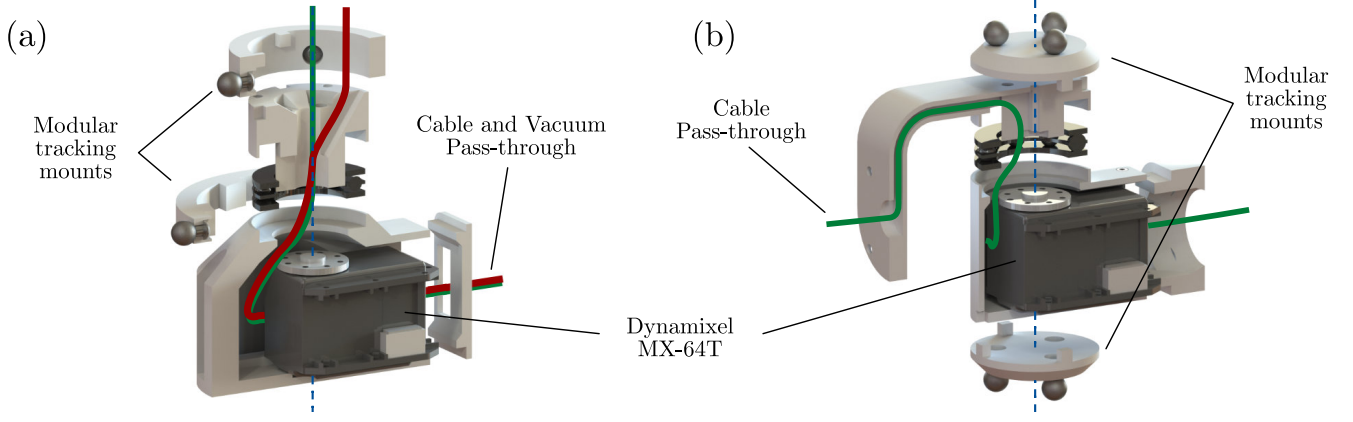 (a)
Modular
tracking
mounts
Cable and Vacuum
Pass-through
Dynamixel
MX-64T
(b)
Cable
Pass-through
Modular
tracking
mounts